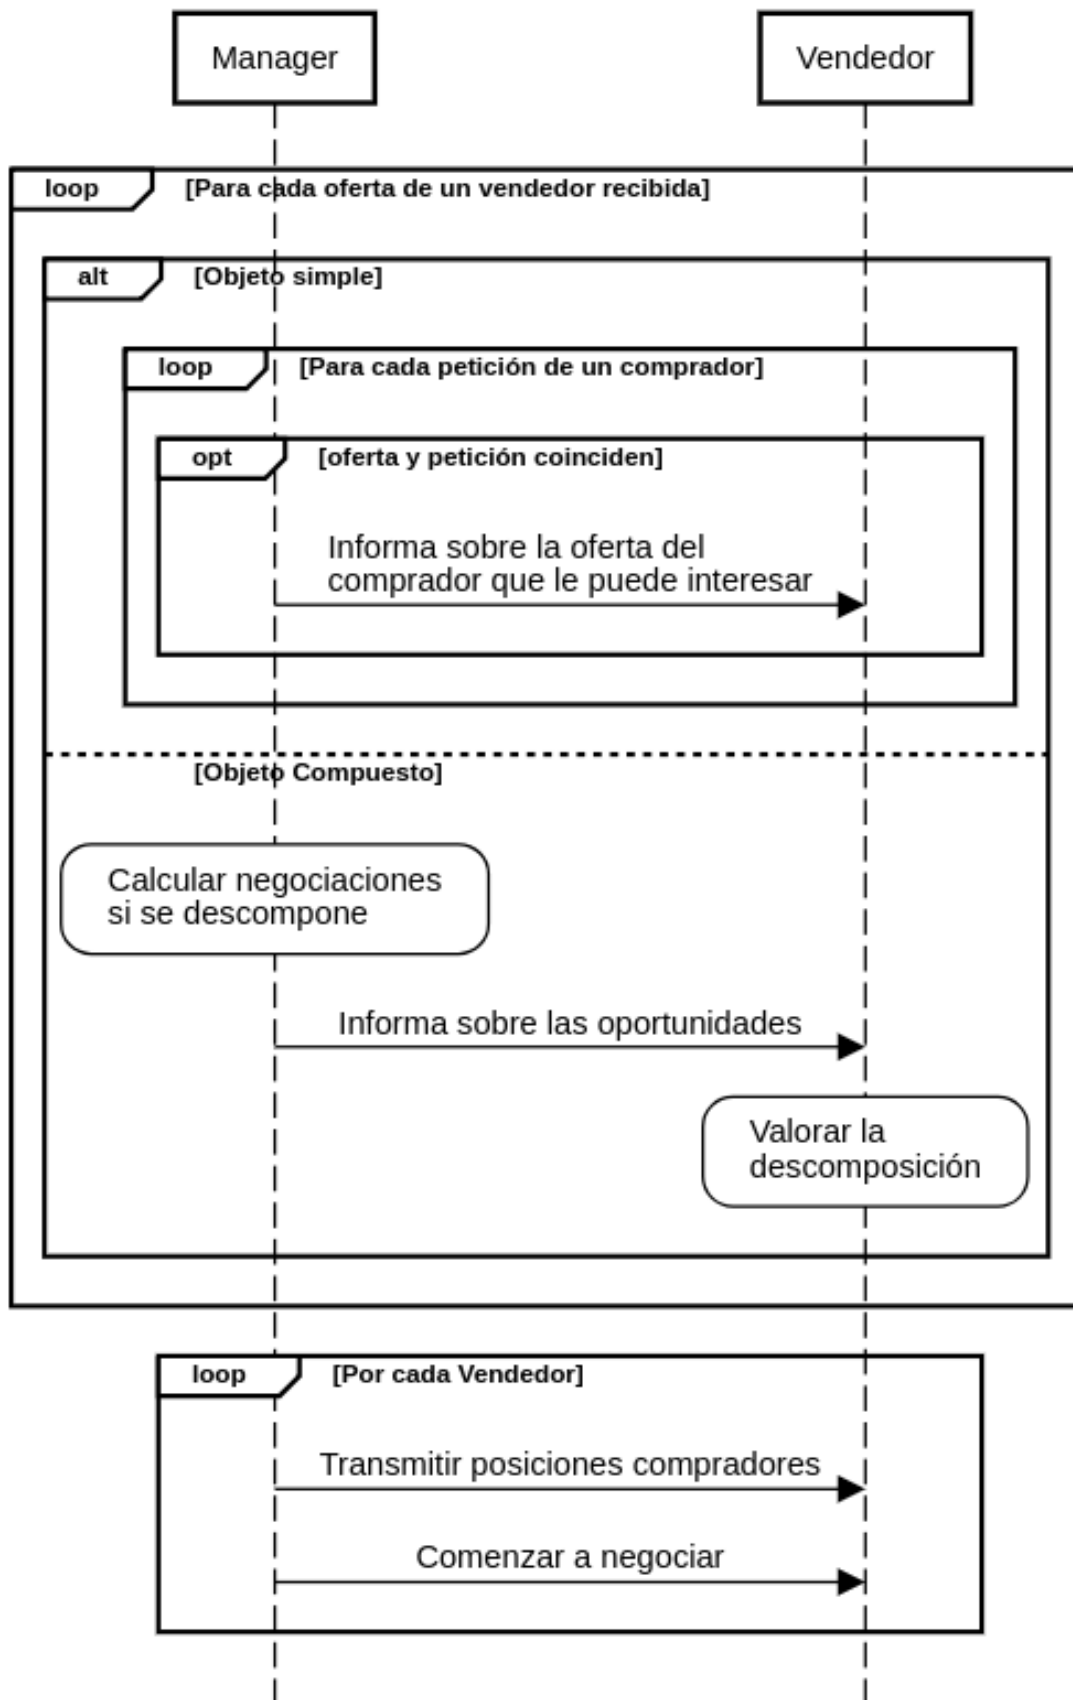 Manager
Vendedor
loop
[Para cada oferta de un vendedor recibida]
alt
[Objeto simple]
loop
[Para cada petición de un comprador]
opt
[oferta y petición coinciden]
Informa sobre la oferta del
comprador que le puede interesar
[Objeto Compuesto]
Calcular negociaciones
si se descompone
Informa sobre las oportunidades
Valorar la
descomposición
loop
[Por cada Vendedor]
Transmitir posiciones compradores
Comenzar a negociar